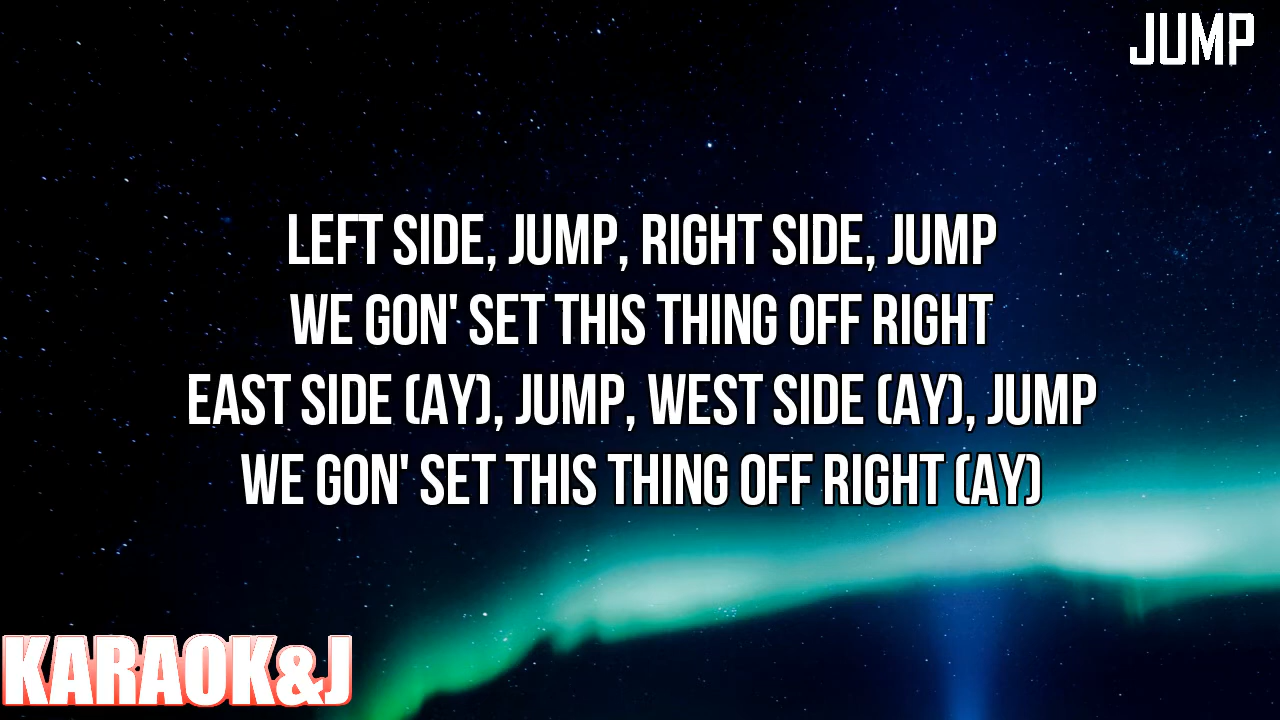 JUMP
LEFT SIDE, JUMP, RIGHT SIDE, JUMP
WE GON' SET THIS THING OFF RIGHT
EAST SIDE (AY), JUMP, WEST SIDE (AY), JUMP
WE GON' SET THIS THING OFF RIGHT (AY)
KARAOK&J